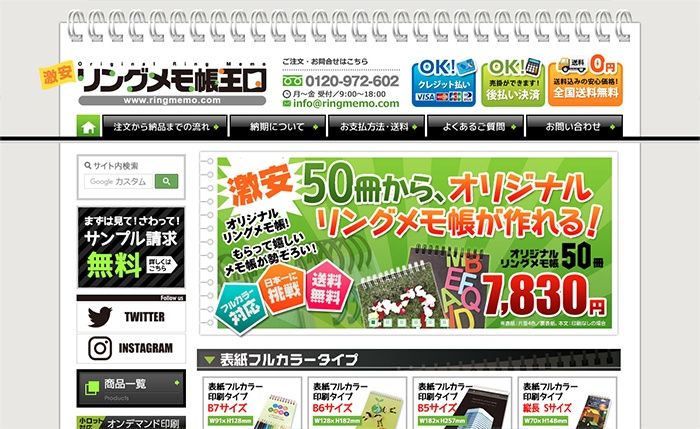 激安
Original Ring Memo
リングメモ帳王国
www.ringmemo.com
ご注文・お問合せはこちら
0120-972-602
月～金 受付／9:00～18:00
info@ringmemo.com
OK!
クレジット払い
VISA
OK!
売掛ができます!
後払い決済
送料 0円
送料込みの安心価格!
全国送料無料
注文から納品までの流れ
納期について
お支払方法・送料
よくあるご質問
お問い合わせ
サイト内検索
Google カスタム
まずは見て!さわって!
サンプル請求
無料
詳しくは
こちら
Follow us
TWITTER
INSTAGRAM
商品一覧
Products
小ロット
対応
オンデマンド印刷
激安
50冊から、オリジナル
リングメモ帳が作れる!
オリジナル
リングメモ帳!
もらって嬉しい
メモ帳が勢ぞろい!
フルカラー
対応
日本一に
挑戦
送料
無料
オリジナル
リングメモ帳 50冊
7,830円
※表紙/片面4色/裏表紙、本文:印刷なしの場合
表紙フルカラータイプ
表紙フルカラー
印刷タイプ
B7サイズ
W91×H128mm
表紙フルカラー
印刷タイプ
B6サイズ
W128×H182mm
表紙フルカラー
印刷タイプ
B5サイズ
W182×H257mm
表紙フルカラー
印刷タイプ
縦長 Sサイズ
W70×H148mm